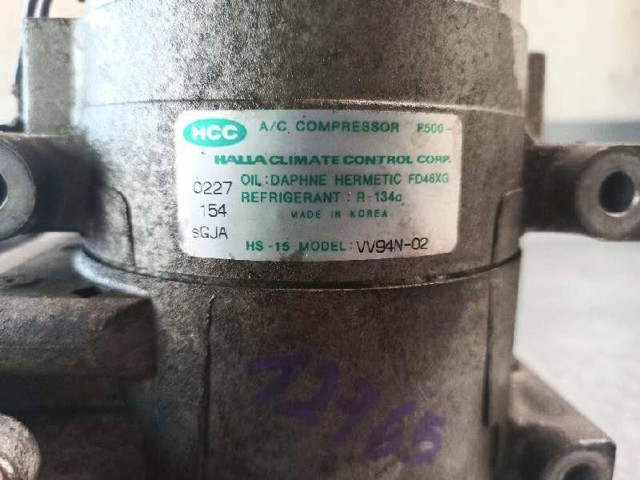 HCC A/C COMPRESSOR F500-
HALLA CLIMATE CONTROL CORP.
0227 OIL : DAPHNE HERMETIC FD46XG
REFRIGERANT : R-134a
154 MADE IN KOREA
sGJA HS-15 MODEL: VV94N-02